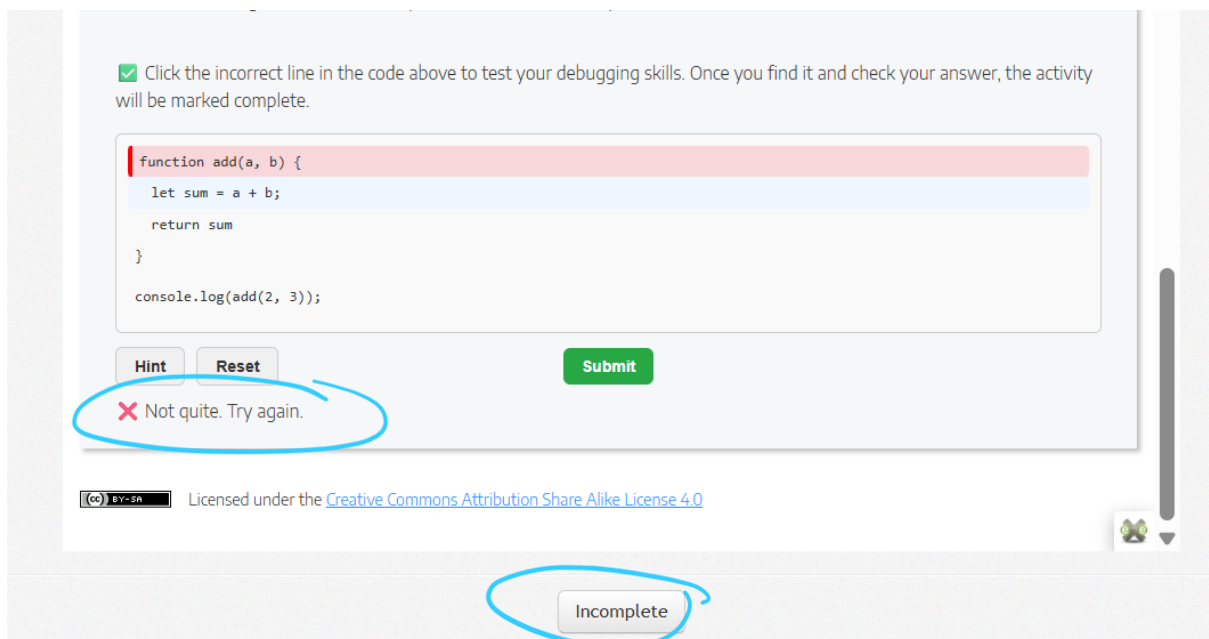 ✅ Click the incorrect line in the code above to test your debugging skills. Once you find it and check your answer, the activity
will be marked complete.
function add(a, b) {
let sum = a + b;
return sum
}
console.log(add(2, 3));
Hint Reset Submit
❌ Not quite. Try again.
(cc) BY-SA Licensed under the Creative Commons Attribution Share Alike License 4.0
Incomplete